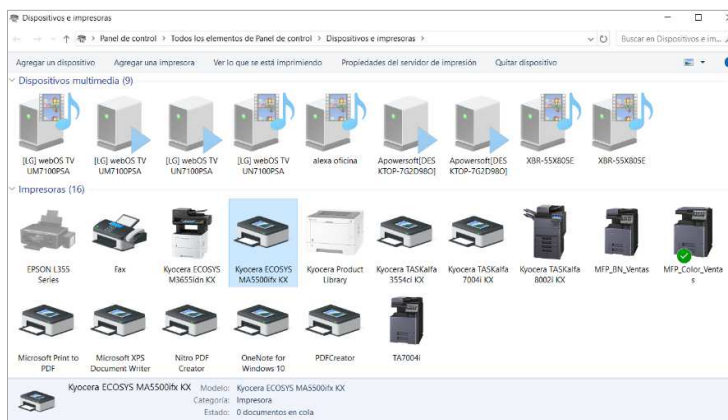 Dispositivos e impresoras
Panel de control > Todos los elementos de Panel de control > Dispositivos e impresoras >
Buscar en Dispositivos e im...
Agregar un dispositivo Agregar una impresora Ver lo que se está imprimiendo Propiedades del servidor de impresión Quitar dispositivo
Dispositivos multimedia (9)
[LG] webOS TV [LG] webOS TV [LG] webOS TV [LG] webOS TV alexa oficina Apowersoft[DES Apowersoft[DES XBR-55X805E XBR-55X805E
UM7100PSA UM7100PSA UN7100PSA UN7100PSA KTOP-7G2D98O] KTOP-7G2D98O]
Impresoras (16)
EPSON L355 Fax Kyocera ECOSYS Kyocera ECOSYS Kyocera Product Kyocera TASKalfa Kyocera TASKalfa Kyocera TASKalfa MFP_BN_Ventas MFP_Color_Venta
Series M3655idn KX MA5500ifx KX Library 3554ci KX 7004i KX 8002i KX s
Microsoft Print to Microsoft XPS Nitro PDF OneNote for PDFCreator TA7004i
PDF Document Writer Creator Windows 10
Kyocera ECOSYS MA5500ifx KX Modelo: Kyocera ECOSYS MA5500ifx KX
Categoría: Impresora
Estado: 0 documentos en cola